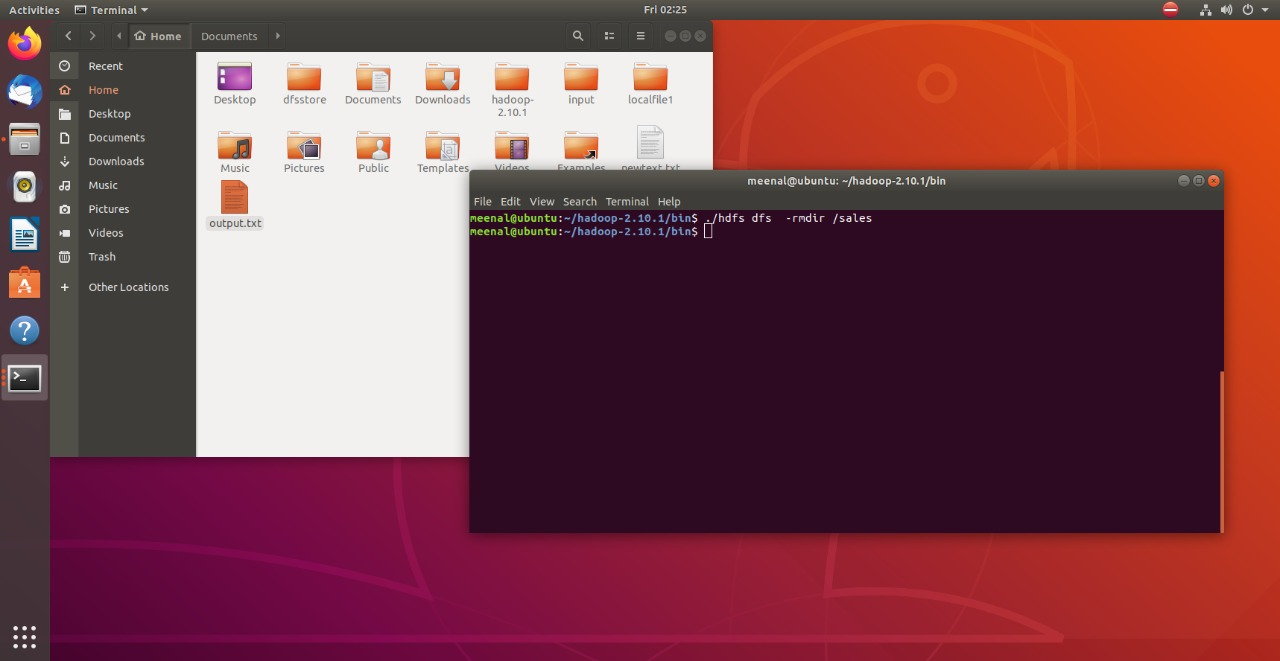 Activities Terminal Fri 02:25
Home Documents
Recent
Home
Desktop
Documents
Downloads
Music
Pictures
Videos
Trash
+ Other Locations
Desktop dfsstore Documents Downloads hadoop-2.10.1 input localfile1
Music Pictures Public Templates Videos Examples newtext.txt
output.txt
meenal@ubuntu: ~/hadoop-2.10.1/bin
File Edit View Search Terminal Help
meenal@ubuntu:~/hadoop-2.10.1/bin$ ./hdfs dfs  -rmdir /sales
meenal@ubuntu:~/hadoop-2.10.1/bin$